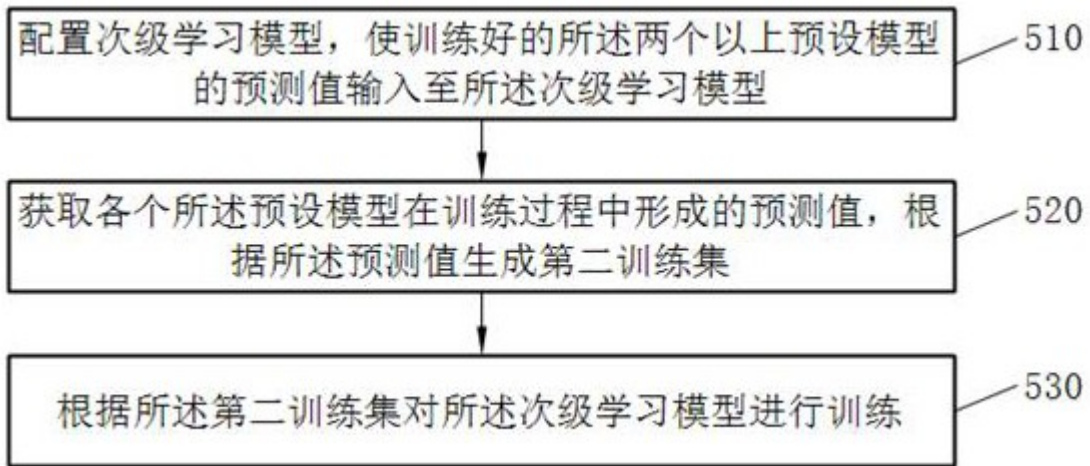 配置次级学习模型，使训练好的所述两个以上预设模型
的预测值输入至所述次级学习模型
510
获取各个所述预设模型在训练过程中形成的预测值，根
据所述预测值生成第二训练集
520
根据所述第二训练集对所述次级学习模型进行训练
530